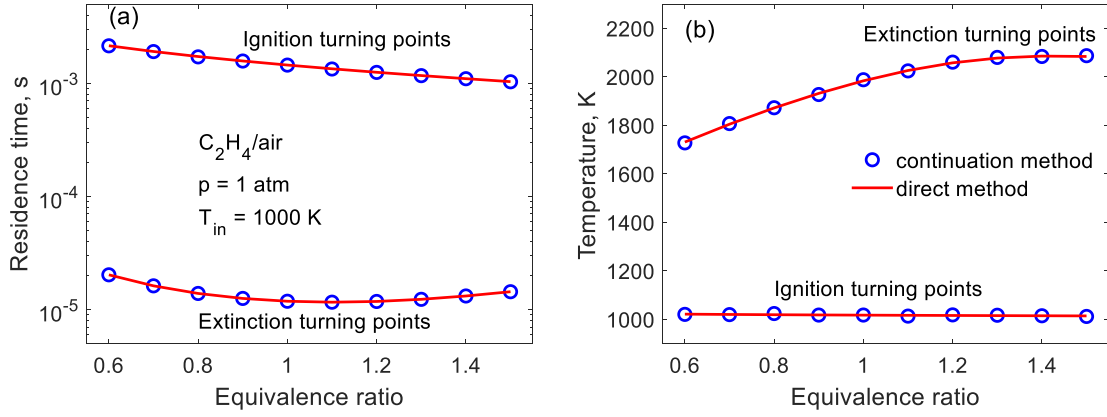 (a)
Ignition turning points
C2H4/air
p = 1 atm
Tin = 1000 K
Extinction turning points
Residence time, s
10−3
10−4
10−5
0.6 0.8 1 1.2 1.4
Equivalence ratio
(b)
Extinction turning points
continuation method
direct method
Ignition turning points
Temperature, K
2200
2000
1800
1600
1400
1200
1000
0.6 0.8 1 1.2 1.4
Equivalence ratio